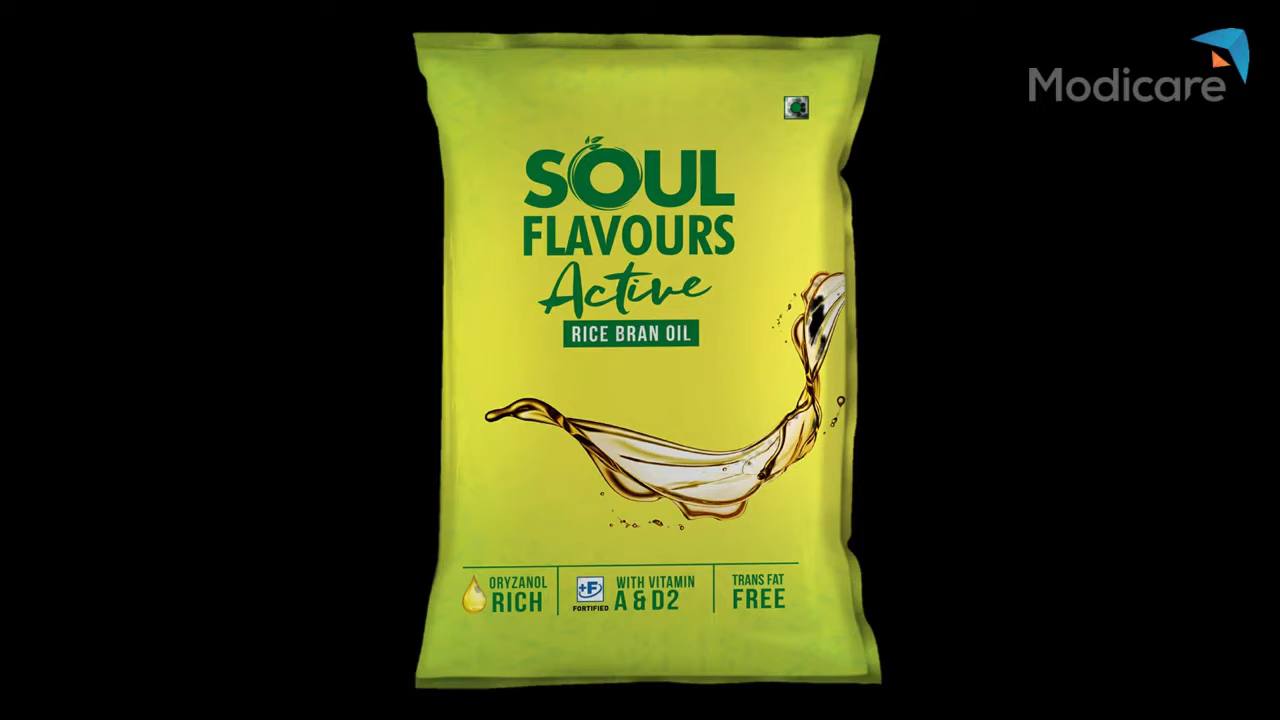 Modicare
SOUL
FLAVOURS
Active
RICE BRAN OIL
ORYZANOL
RICH
+F
FORTIFIED
WITH VITAMIN
A & D2
TRANS FAT
FREE